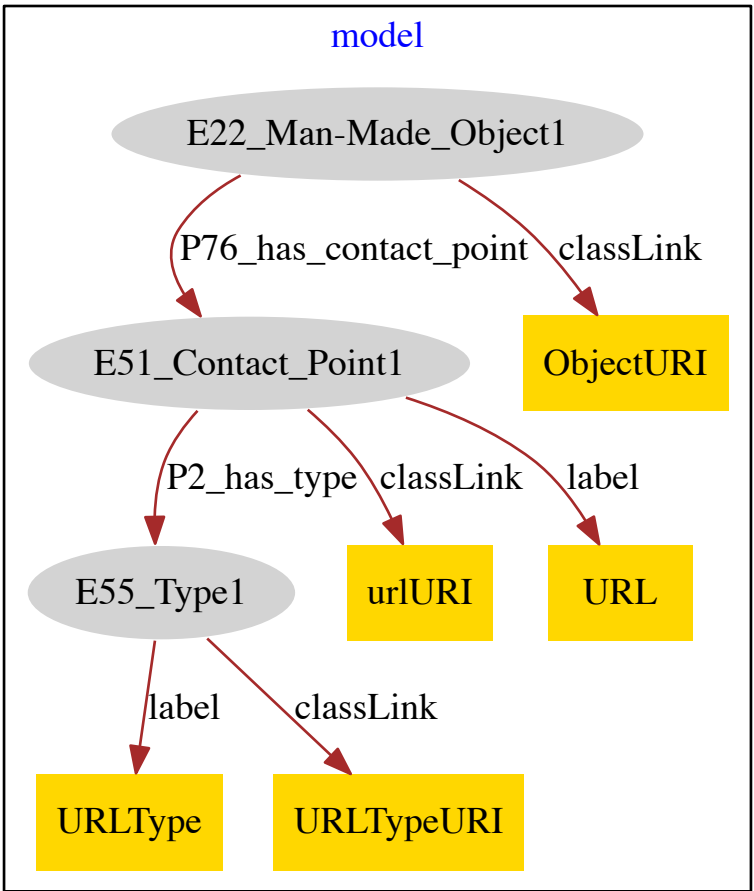 model
E22_Man-Made_Object1
P76_has_contact_point
classLink
E51_Contact_Point1
ObjectURI
P2_has_type
classLink
label
E55_Type1
urlURI
URL
label
classLink
URLType
URLTypeURI